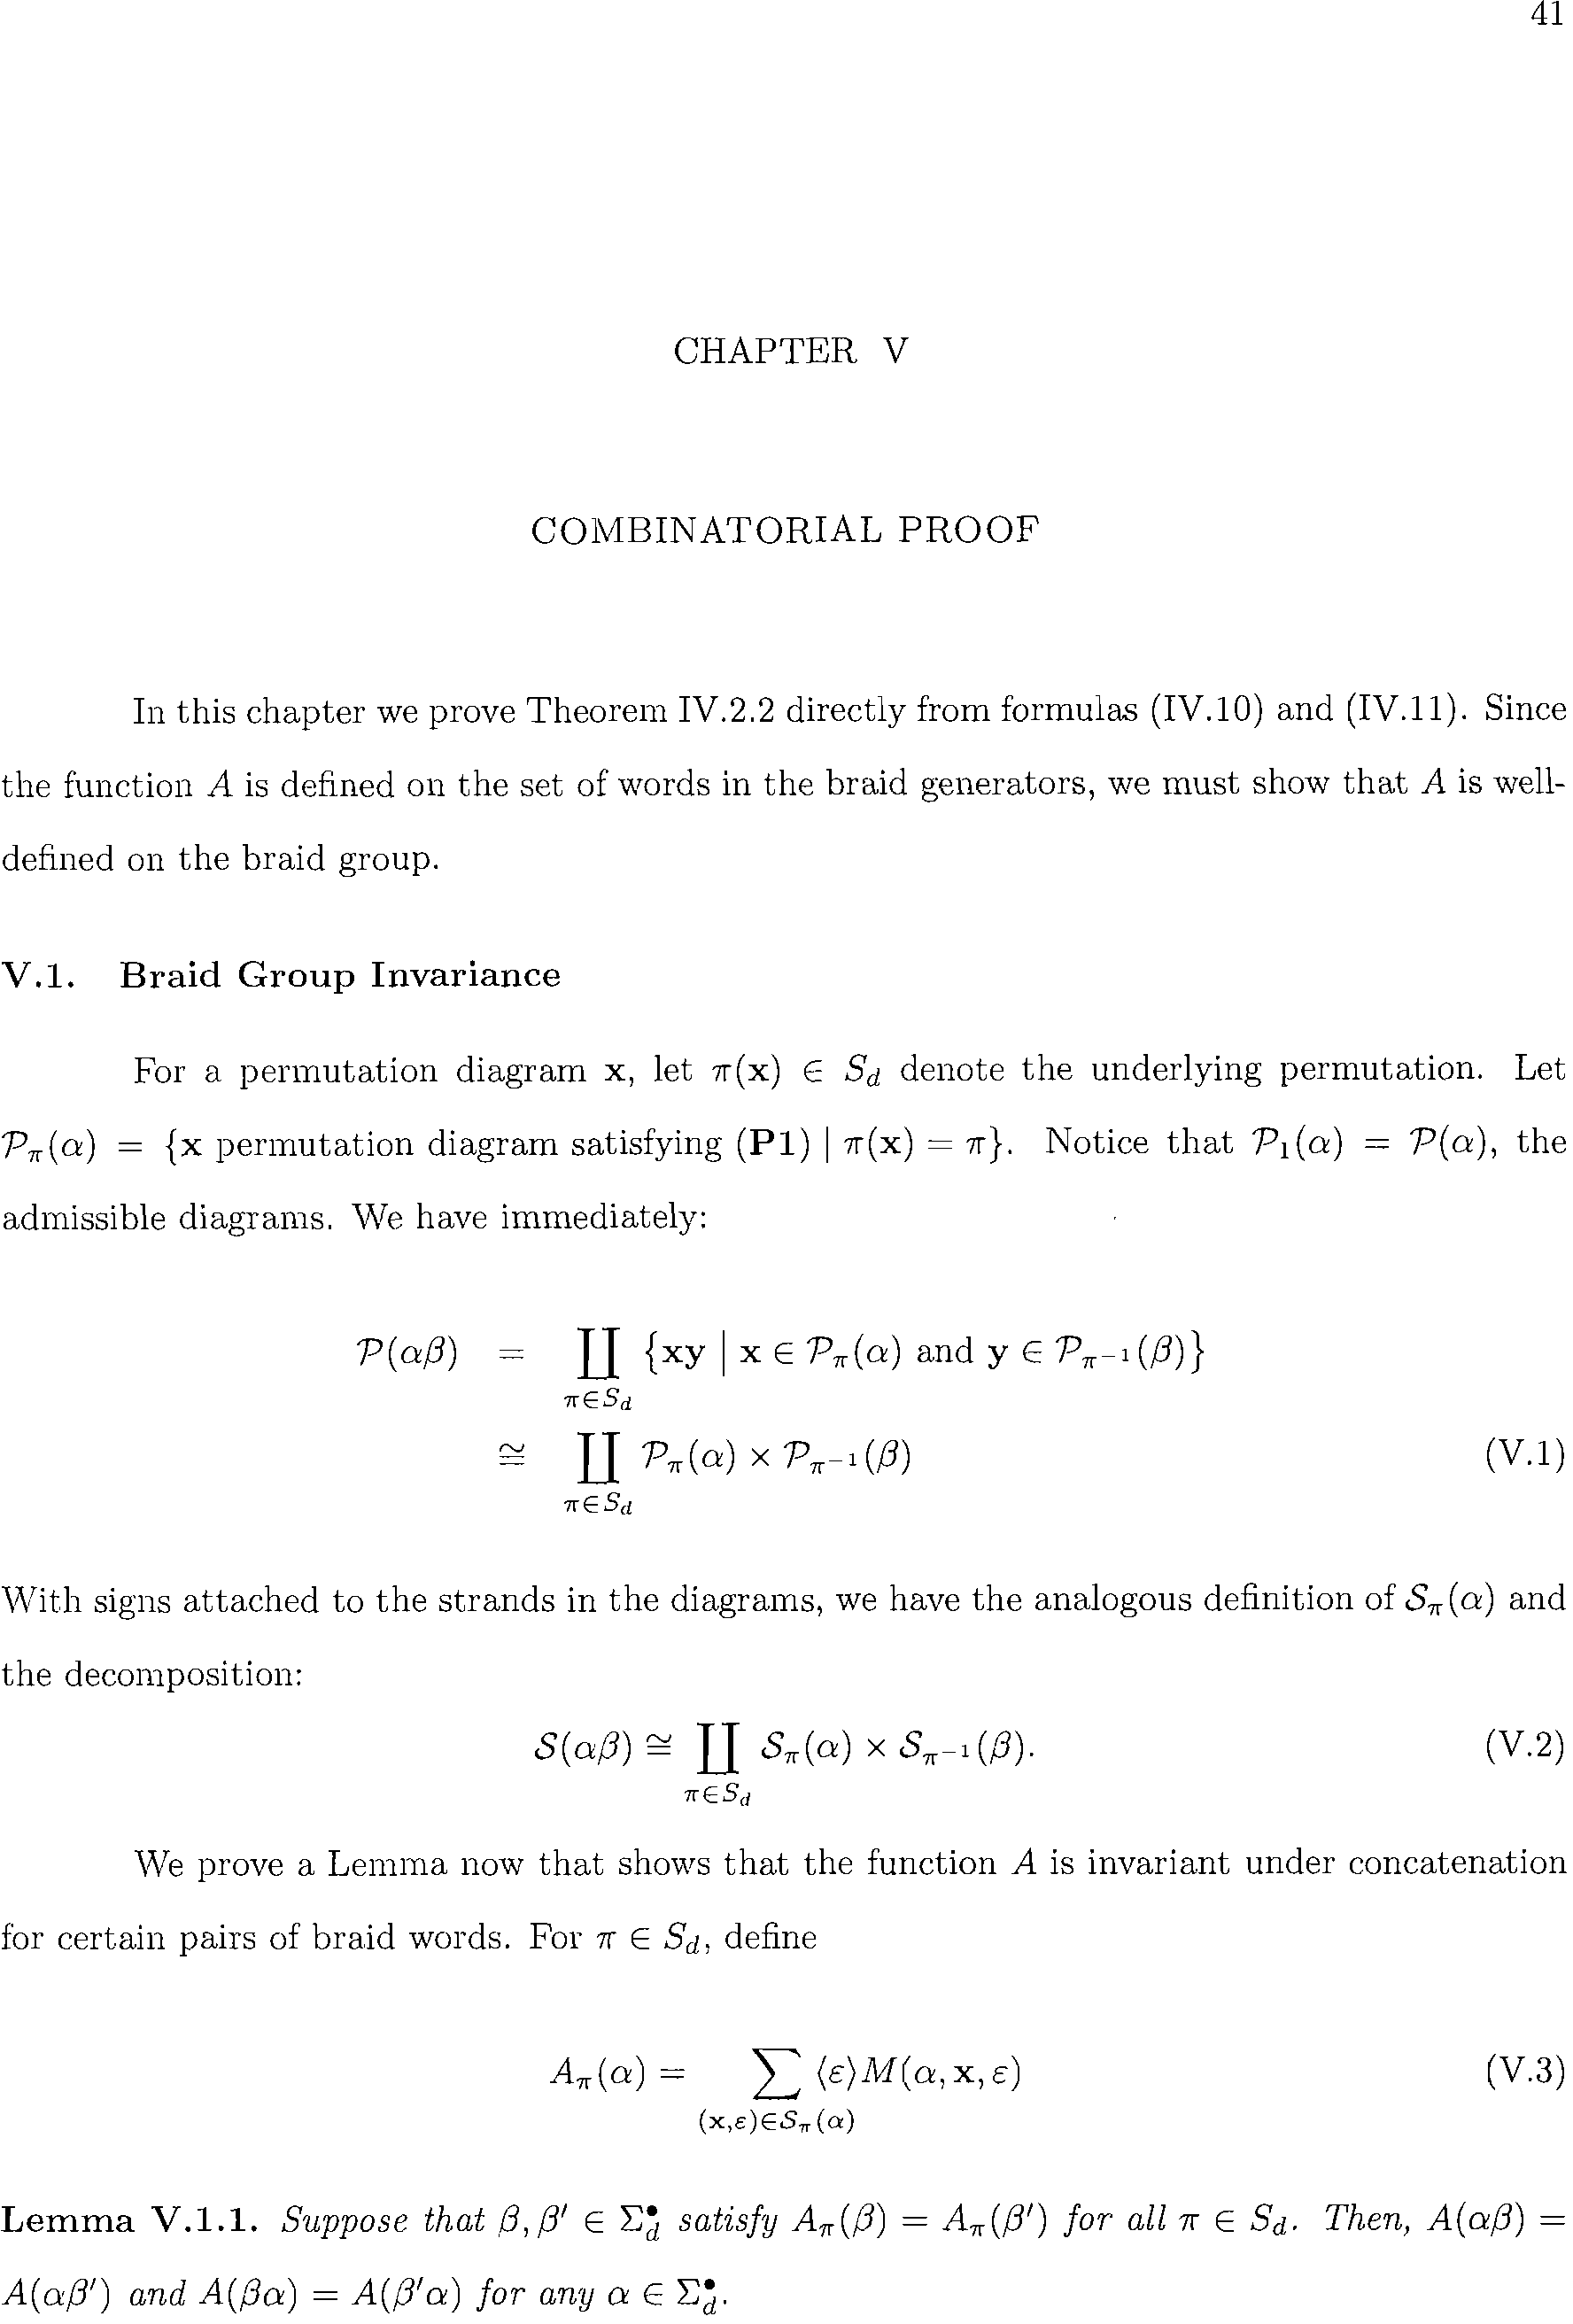 41
CHAPTER V
COMBINATORIAL PROOF
In this chapter we prove Theorem IV.2.2 directly from formulas (IV.10) and (IV.11). Since
the function A is defined on the set of words in the braid generators, we must show that A is well-
defined on the braid group.
V.1. Braid Group Invariance
For a permutation diagram x, let π(x) ∈ S_d denote the underlying permutation. Let
𝒫_π(α) = {x permutation diagram satisfying (P1) | π(x) = π}. Notice that 𝒫_1(α) = 𝒫(α), the
admissible diagrams. We have immediately:
𝒫(αβ) = ∐_{π∈S_d} {xy | x ∈ 𝒫_π(α) and y ∈ 𝒫_{π^{-1}}(β)}
≅ ∐_{π∈S_d} 𝒫_π(α) × 𝒫_{π^{-1}}(β) (V.1)
With signs attached to the strands in the diagrams, we have the analogous definition of 𝒮_π(α) and
the decomposition:
𝒮(αβ) ≅ ∐_{π∈S_d} 𝒮_π(α) × 𝒮_{π^{-1}}(β). (V.2)
We prove a Lemma now that shows that the function A is invariant under concatenation
for certain pairs of braid words. For π ∈ S_d, define
A_π(α) = ∑_{(x,ε)∈𝒮_π(α)} ⟨ε⟩M(α, x, ε) (V.3)
Lemma V.1.1. Suppose that β, β′ ∈ Σ_d^• satisfy A_π(β) = A_π(β′) for all π ∈ S_d. Then, A(αβ) =
A(αβ′) and A(βα) = A(β′α) for any α ∈ Σ_d^•.